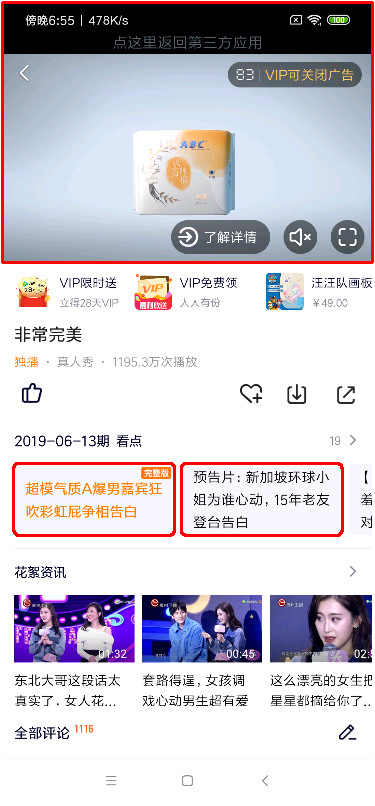 傍晚6:55 478K/s 100
点这里返回第三方应用
83 VIP可关闭广告
ABC
了解详情
VIP限时送
立得28天VIP
VIP
VIP免费领
人人有份
汪汪队画板
¥49.00
非常完美
独播 · 真人秀 · 1195.3万次播放
2019-06-13期 看点 19
完整版
超模气质A爆男嘉宾狂
吹彩虹屁争相告白
预告片：新加坡环球小
姐为谁心动，15年老友
登台告白
【
羞
对
花絮资讯
01:32
00:45
东北大哥这段话太
真实了，女人花...
套路得逞，女孩调
戏心动男生超有爱
这么漂亮的女生
星星都摘给你了...
全部评论 1116